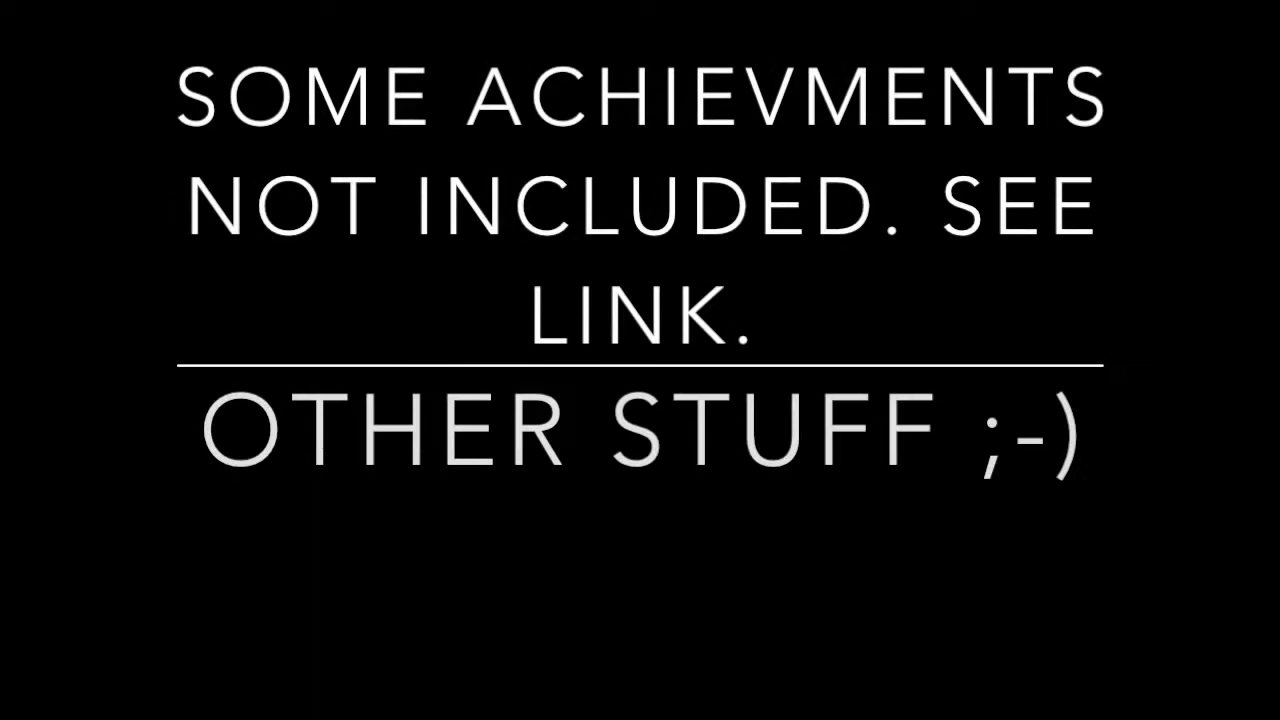 SOME ACHIEVMENTS
NOT INCLUDED. SEE
LINK.
OTHER STUFF ;-)